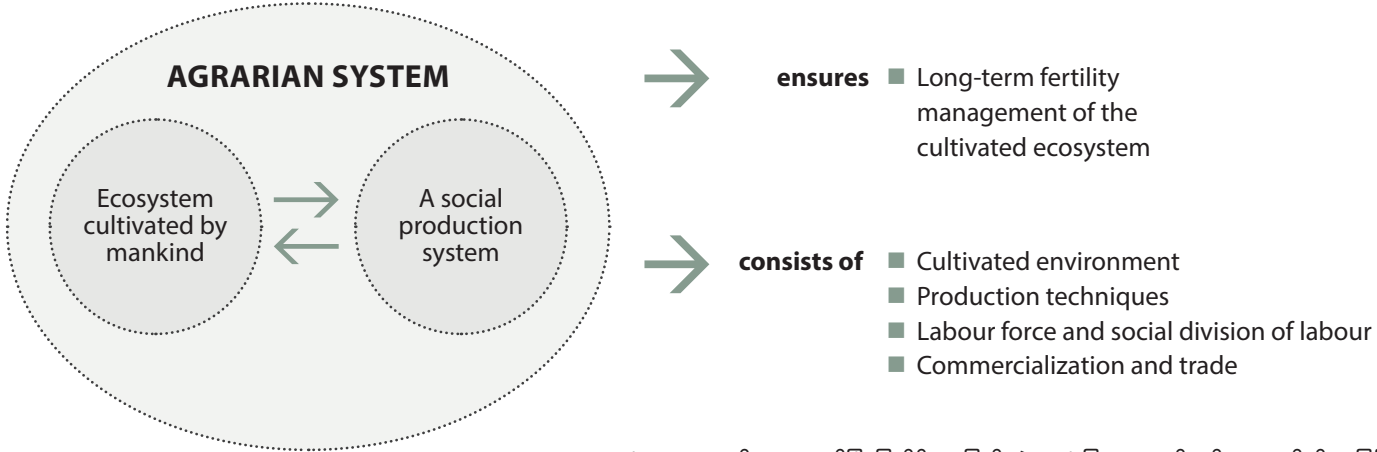 AGRARIAN SYSTEM
Ecosystem
cultivated by
mankind
A social
production
system
ensures
■ Long-term fertility
management of the
cultivated ecosystem
consists of
■ Cultivated environment
■ Production techniques
■ Labour force and social division of labour
■ Commercialization and trade